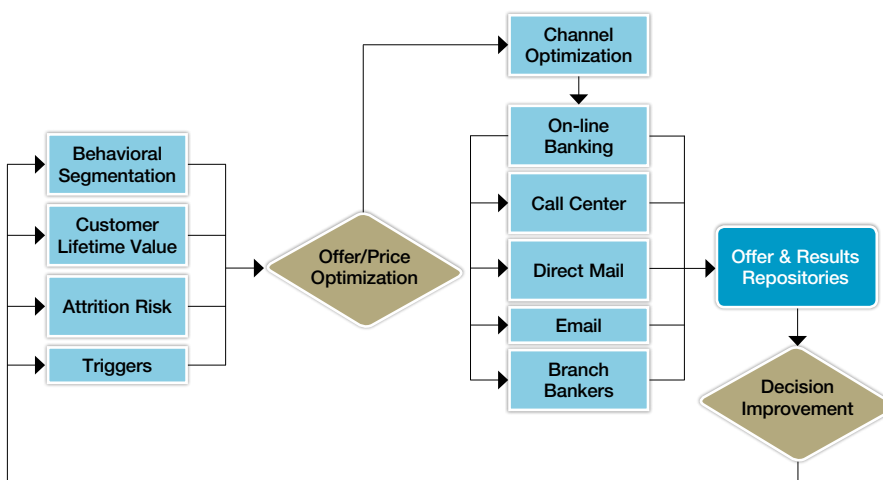 Channel
Optimization
On-line
Banking
Behavioral
Segmentation
Call Center
Customer
Lifetime Value
Offer/Price
Optimization
Direct Mail
Offer & Results
Repositories
Attrition Risk
Email
Triggers
Branch
Bankers
Decision
Improvement